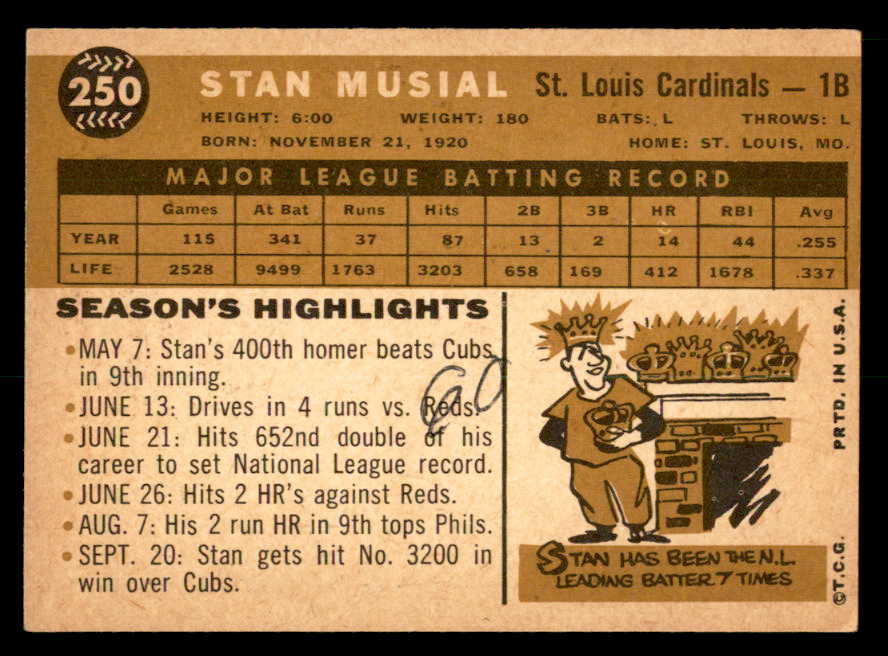 250
STAN MUSIAL St. Louis Cardinals — 1B
HEIGHT: 6:00 WEIGHT: 180 BATS: L THROWS: L
BORN: NOVEMBER 21, 1920 HOME: ST. LOUIS, MO.
MAJOR LEAGUE BATTING RECORD
Games At Bat Runs Hits 2B 3B HR RBI Avg
YEAR 115 341 37 87 13 2 14 44 .255
LIFE 2528 9499 1763 3203 658 169 412 1678 .337
SEASON'S HIGHLIGHTS
• MAY 7: Stan's 400th homer beats Cubs
in 9th inning.
• JUNE 13: Drives in 4 runs vs. Reds.
• JUNE 21: Hits 652nd double of his
career to set National League record.
• JUNE 26: Hits 2 HR's against Reds.
• AUG. 7: His 2 run HR in 9th tops Phils.
• SEPT. 20: Stan gets hit No. 3200 in
win over Cubs.
STAN HAS BEEN THE N.L.
LEADING BATTER 7 TIMES
©T.C.G. PRTD. IN U.S.A.